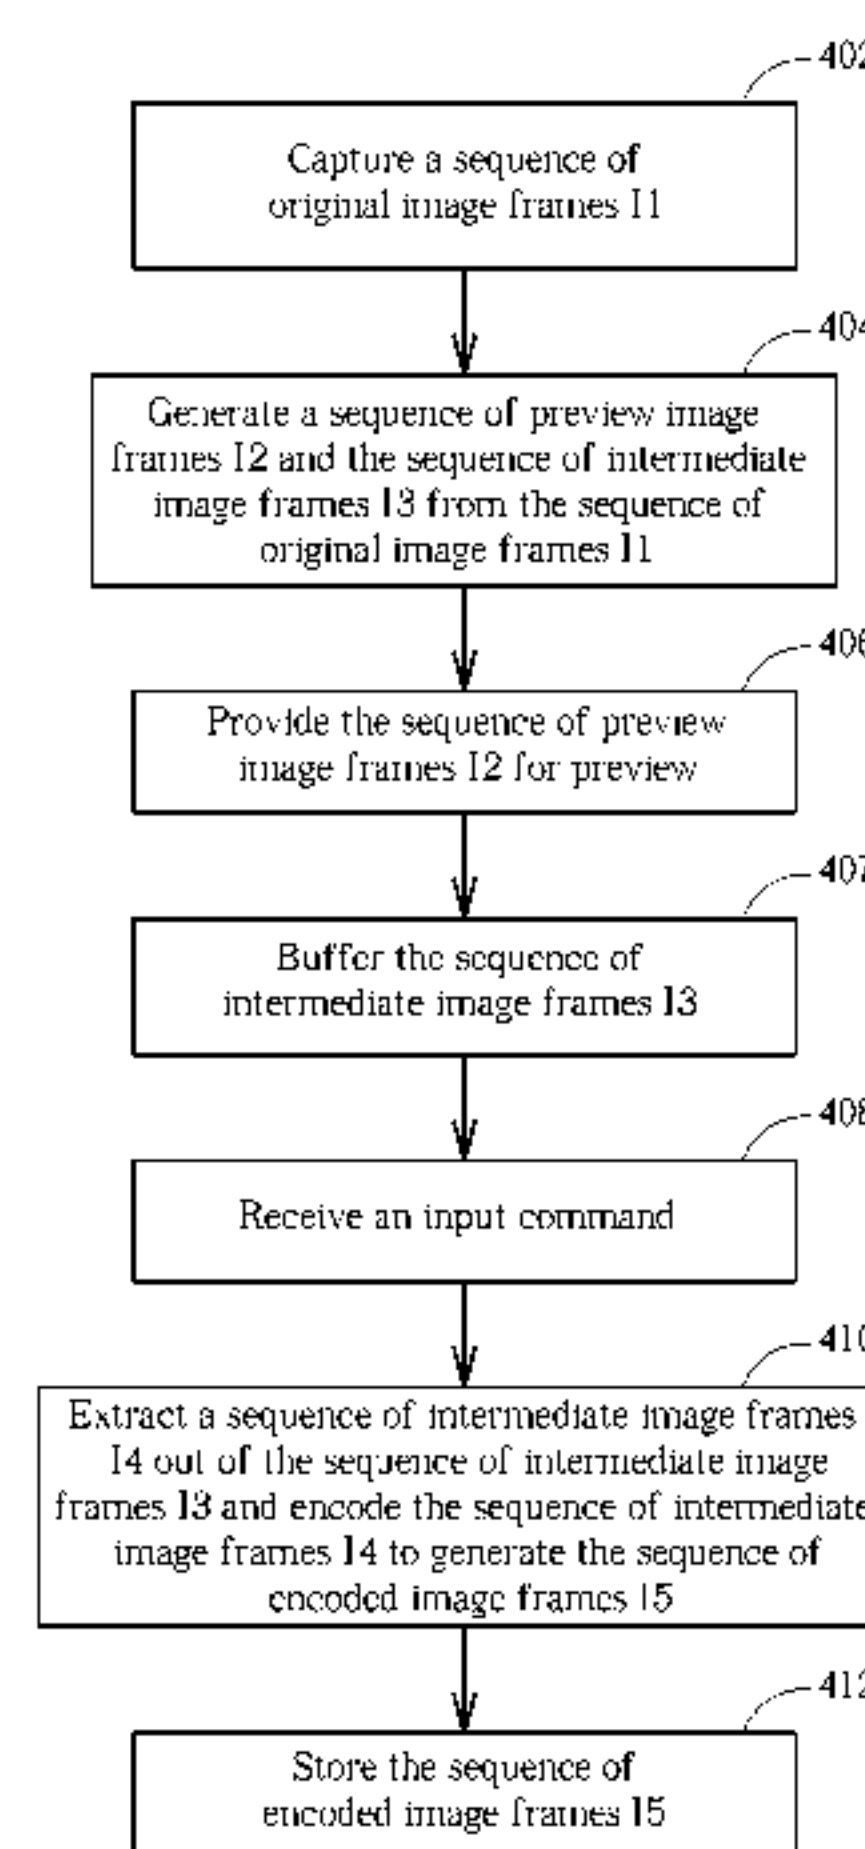 402
Capture a sequence of
original image frames I1
404
Generate a sequence of preview image
frames I2 and the sequence of intermediate
image frames I3 from the sequence of
original image frames I1
406
Provide the sequence of preview
image frames I2 for preview
407
Buffer the sequence of
intermediate image frames I3
408
Receive an input command
410
Extract a sequence of intermediate image frames
I4 out of the sequence of intermediate image
frames I3 and encode the sequence of intermediate
image frames I4 to generate the sequence of
encoded image frames I5
412
Store the sequence of
encoded image frames I5